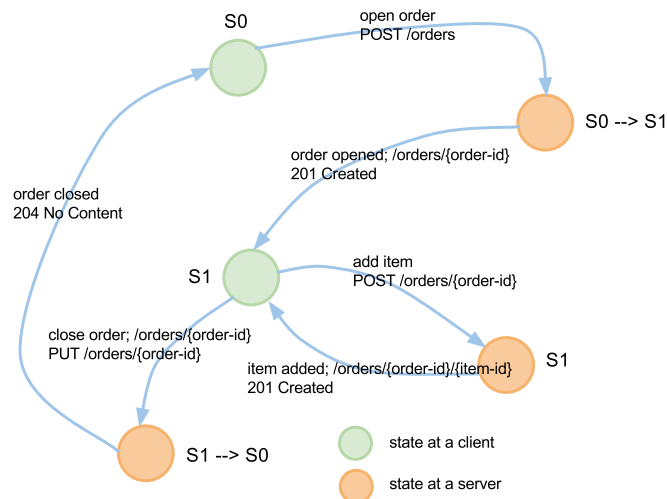 S0
open order
POST /orders
S0 --> S1
order opened; /orders/{order-id}
201 Created
order closed
204 No Content
S1
add item
POST /orders/{order-id}
close order; /orders/{order-id}
PUT /orders/{order-id}
item added; /orders/{order-id}/{item-id}
201 Created
S1
S1 --> S0
state at a client
state at a server